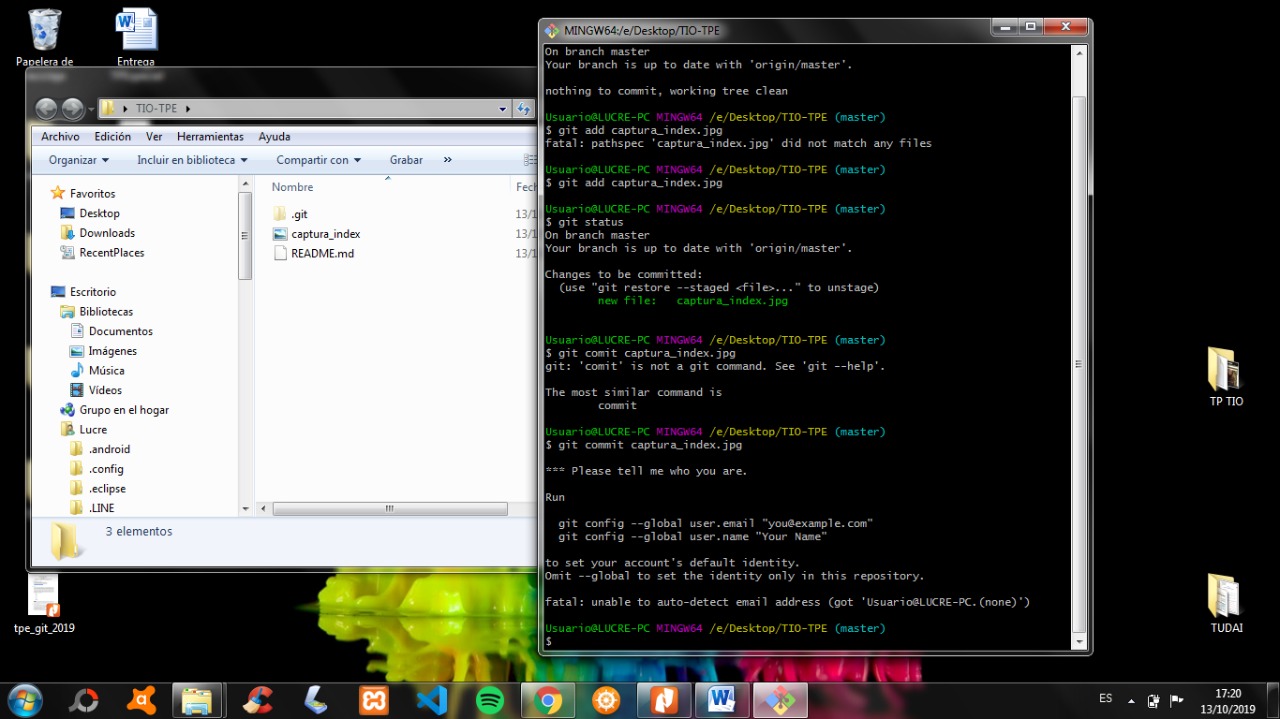 Papelera de
Entrega
TIO-TPE
Archivo Edición Ver Herramientas Ayuda
Organizar Incluir en biblioteca Compartir con Grabar »
Nombre
Fech
Favoritos
Desktop
Downloads
RecentPlaces
Escritorio
Bibliotecas
Documentos
Imágenes
Música
Vídeos
Grupo en el hogar
Lucre
.android
.config
.eclipse
.LINE
.git 13/1
captura_index 13/1
README.md 13/1
3 elementos
tpe_git_2019
MINGW64:/e/Desktop/TIO-TPE
On branch master
Your branch is up to date with 'origin/master'.
nothing to commit, working tree clean
Usuario@LUCRE-PC MINGW64 /e/Desktop/TIO-TPE (master)
$ git add captura_index.jpg
fatal: pathspec 'captura_index.jpg' did not match any files
Usuario@LUCRE-PC MINGW64 /e/Desktop/TIO-TPE (master)
$ git add captura_index.jpg
Usuario@LUCRE-PC MINGW64 /e/Desktop/TIO-TPE (master)
$ git status
On branch master
Your branch is up to date with 'origin/master'.
Changes to be committed:
(use "git restore --staged <file>..." to unstage)
new file: captura_index.jpg
Usuario@LUCRE-PC MINGW64 /e/Desktop/TIO-TPE (master)
$ git comit captura_index.jpg
git: 'comit' is not a git command. See 'git --help'.
The most similar command is
commit
Usuario@LUCRE-PC MINGW64 /e/Desktop/TIO-TPE (master)
$ git commit captura_index.jpg
*** Please tell me who you are.
Run
git config --global user.email "you@example.com"
git config --global user.name "Your Name"
to set your account's default identity.
Omit --global to set the identity only in this repository.
fatal: unable to auto-detect email address (got 'Usuario@LUCRE-PC.(none)')
Usuario@LUCRE-PC MINGW64 /e/Desktop/TIO-TPE (master)
$
TP TIO
TUDAI
ES
17:20
13/10/2019